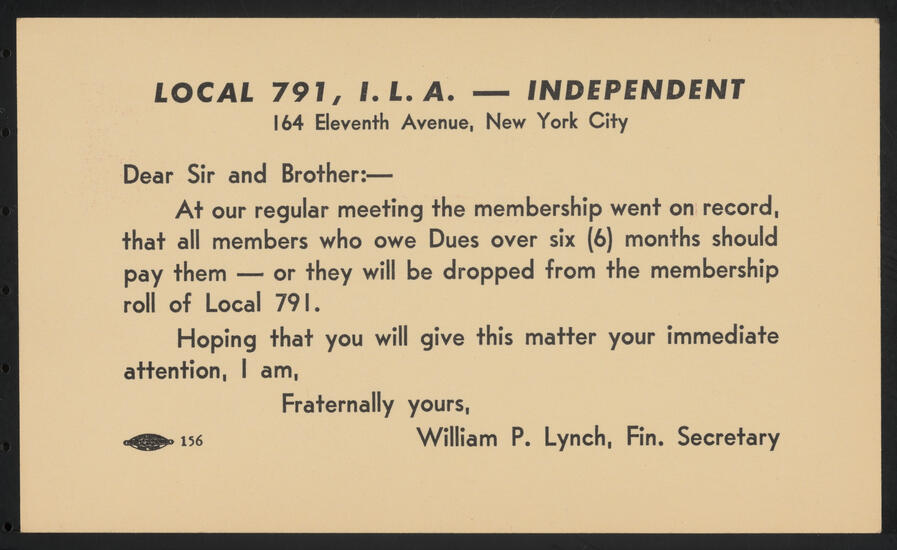 LOCAL 791, I. L. A. — INDEPENDENT
164 Eleventh Avenue, New York City
Dear Sir and Brother:—
At our regular meeting the membership went on record,
that all members who owe Dues over six (6) months should
pay them — or they will be dropped from the membership
roll of Local 791.
Hoping that you will give this matter your immediate
attention, I am,
Fraternally yours,
156
William P. Lynch, Fin. Secretary